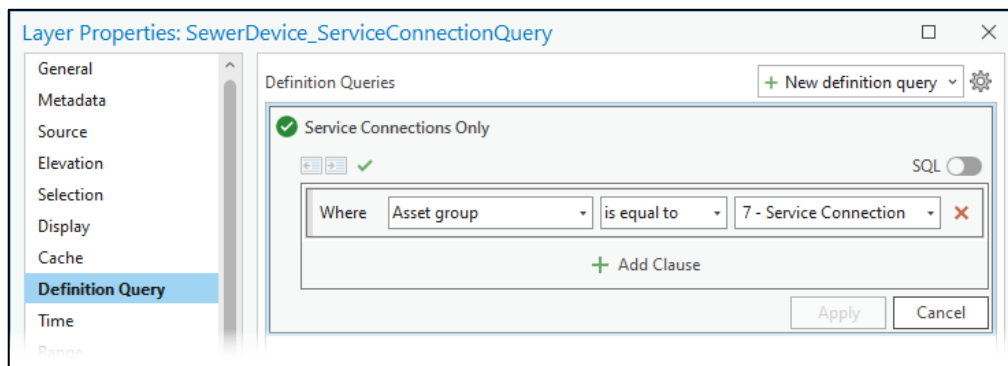 Layer Properties: SewerDevice_ServiceConnectionQuery
General
Metadata
Source
Elevation
Selection
Display
Cache
Definition Query
Time
Range
Definition Queries
+ New definition query
Service Connections Only
SQL
Where Asset group is equal to 7 - Service Connection
+ Add Clause
Apply Cancel